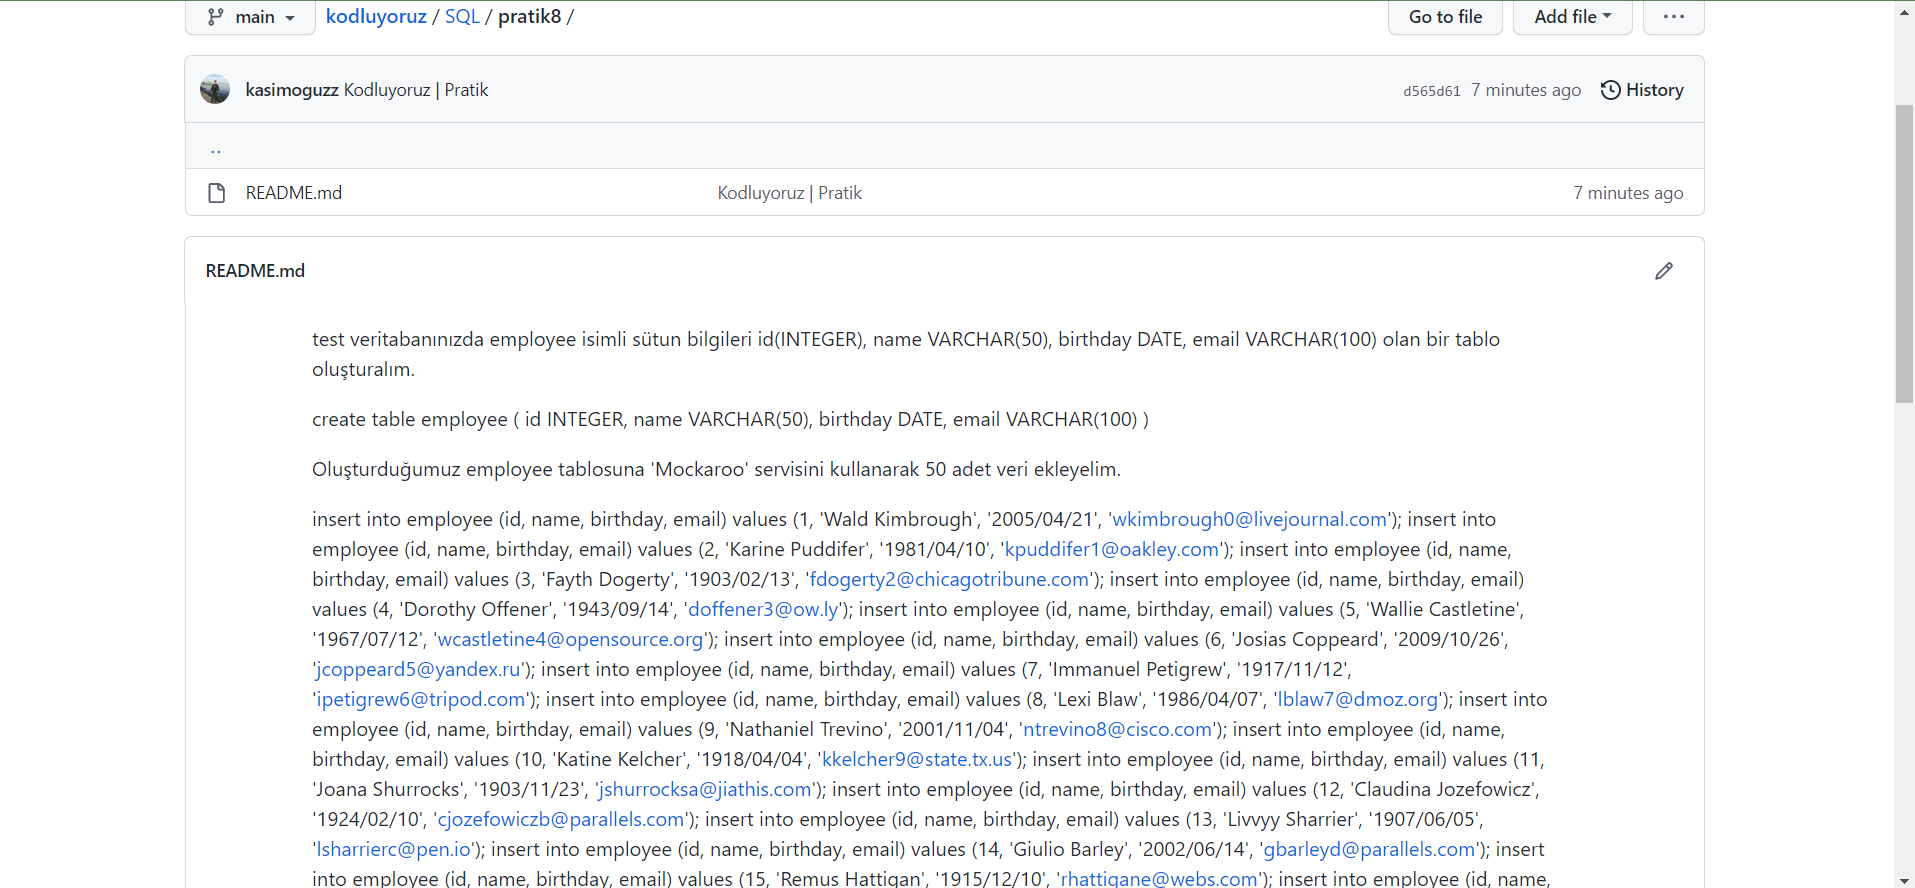 main
kodluyoruz / SQL / pratik8 /
Go to file
Add file
kasimoguzz Kodluyoruz | Pratik
d565d61 7 minutes ago
History
..
README.md
Kodluyoruz | Pratik
7 minutes ago
README.md
test veritabanınızda employee isimli sütun bilgileri id(INTEGER), name VARCHAR(50), birthday DATE, email VARCHAR(100) olan bir tablo
oluşturalım.
create table employee ( id INTEGER, name VARCHAR(50), birthday DATE, email VARCHAR(100) )
Oluşturduğumuz employee tablosuna 'Mockaroo' servisini kullanarak 50 adet veri ekleyelim.
insert into employee (id, name, birthday, email) values (1, 'Wald Kimbrough', '2005/04/21', 'wkimbrough0@livejournal.com'); insert into
employee (id, name, birthday, email) values (2, 'Karine Puddifer', '1981/04/10', 'kpuddifer1@oakley.com'); insert into employee (id, name,
birthday, email) values (3, 'Fayth Dogerty', '1903/02/13', 'fdogerty2@chicagotribune.com'); insert into employee (id, name, birthday, email)
values (4, 'Dorothy Offener', '1943/09/14', 'doffener3@ow.ly'); insert into employee (id, name, birthday, email) values (5, 'Wallie Castletine',
'1967/07/12', 'wcastletine4@opensource.org'); insert into employee (id, name, birthday, email) values (6, 'Josias Coppeard', '2009/10/26',
'jcoppeard5@yandex.ru'); insert into employee (id, name, birthday, email) values (7, 'Immanuel Petigrew', '1917/11/12',
'ipetigrew6@tripod.com'); insert into employee (id, name, birthday, email) values (8, 'Lexi Blaw', '1986/04/07', 'lblaw7@dmoz.org'); insert into
employee (id, name, birthday, email) values (9, 'Nathaniel Trevino', '2001/11/04', 'ntrevino8@cisco.com'); insert into employee (id, name,
birthday, email) values (10, 'Katine Kelcher', '1918/04/04', 'kkelcher9@state.tx.us'); insert into employee (id, name, birthday, email) values (11,
'Joana Shurrocks', '1903/11/23', 'jshurrocksa@jiathis.com'); insert into employee (id, name, birthday, email) values (12, 'Claudina Jozefowicz',
'1924/02/10', 'cjozefowiczb@parallels.com'); insert into employee (id, name, birthday, email) values (13, 'Livvyy Sharrier', '1907/06/05',
'lsharrierc@pen.io'); insert into employee (id, name, birthday, email) values (14, 'Giulio Barley', '2002/06/14', 'gbarleyd@parallels.com'); insert
into employee (id, name, birthday, email) values (15, 'Remus Hattigan', '1915/12/10', 'rhattigane@webs.com'); insert into employee (id, name,